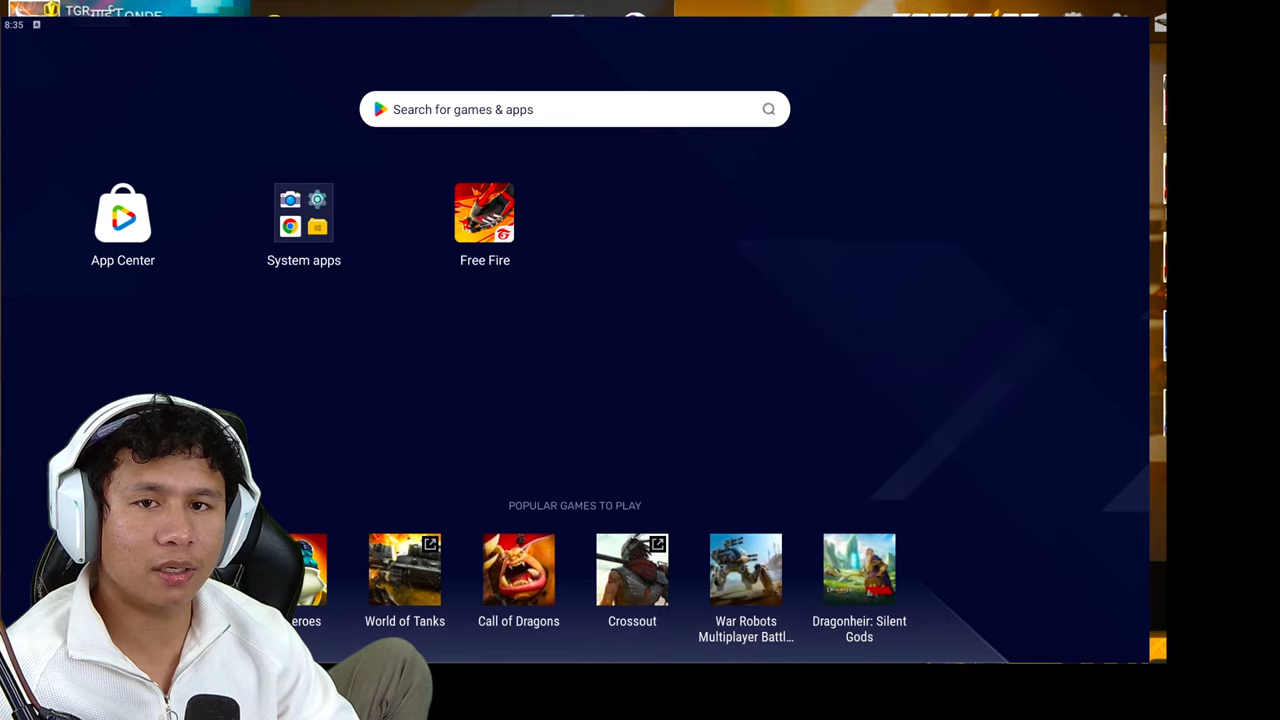 8:35
Search for games & apps
App Center
System apps
Free Fire
POPULAR GAMES TO PLAY
eroes
World of Tanks
Call of Dragons
Crossout
War Robots
Multiplayer Battl...
Dragonheir: Silent
Gods